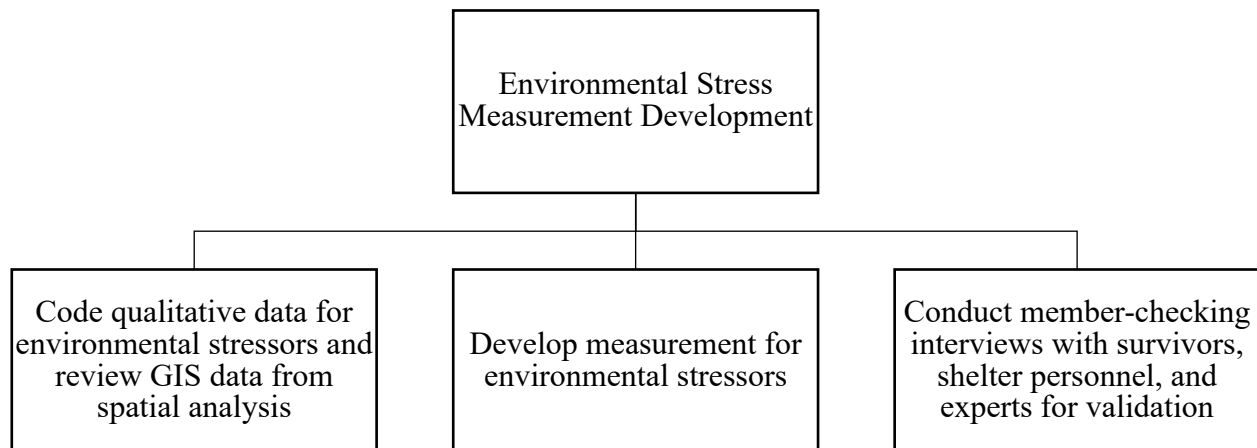 Environmental Stress
Measurement Development
Code qualitative data for
environmental stressors and
review GIS data from
spatial analysis
Develop measurement for
environmental stressors
Conduct member-checking
interviews with survivors,
shelter personnel, and
experts for validation